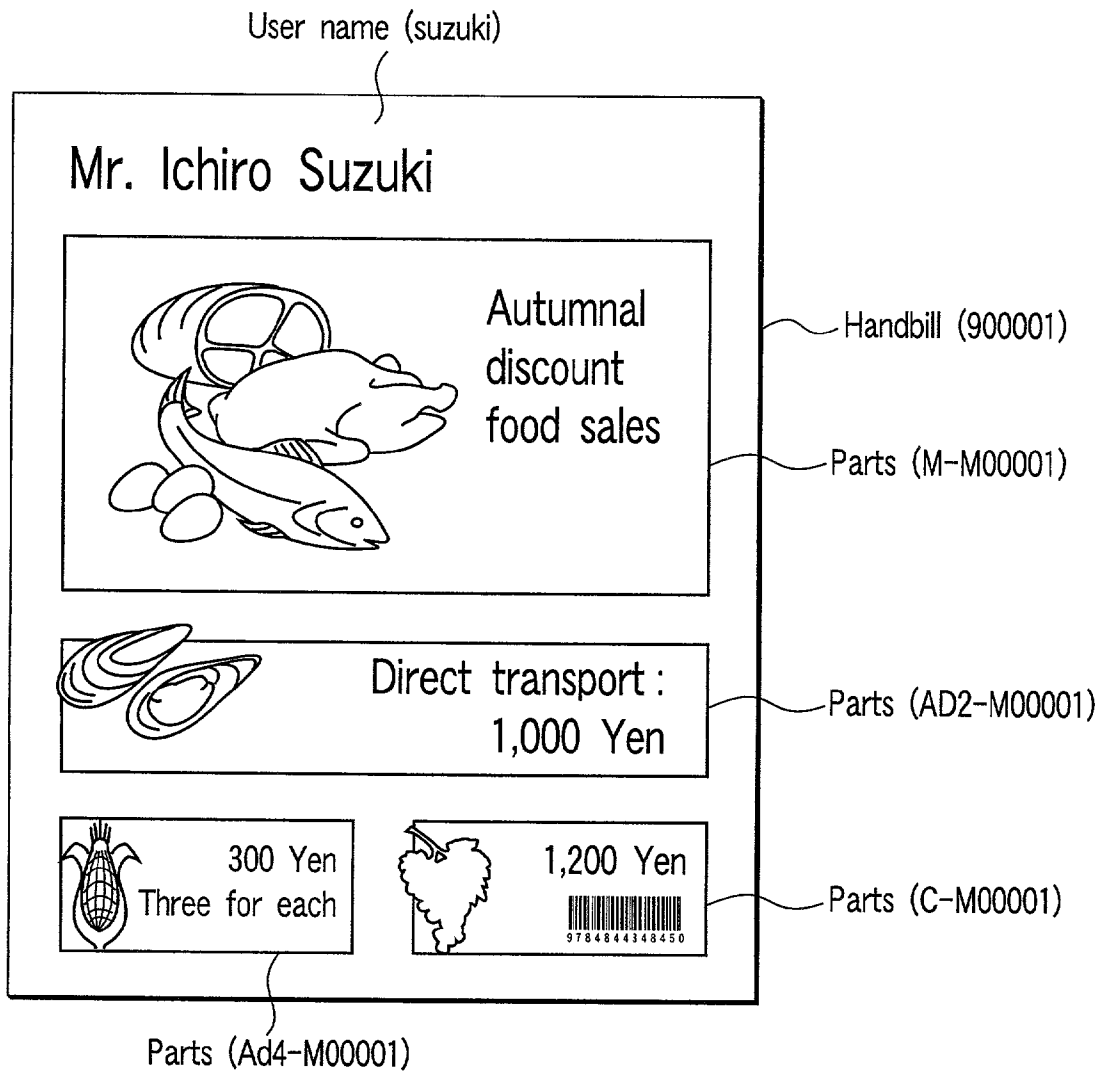 User name (suzuki)
Mr. Ichiro Suzuki
Autumnal
discount
food sales
Handbill (900001)
Parts (M-M00001)
Direct transport :
1,000 Yen
Parts (AD2-M00001)
300 Yen
Three for each
1,200 Yen
9784844348450
Parts (C-M00001)
Parts (Ad4-M00001)